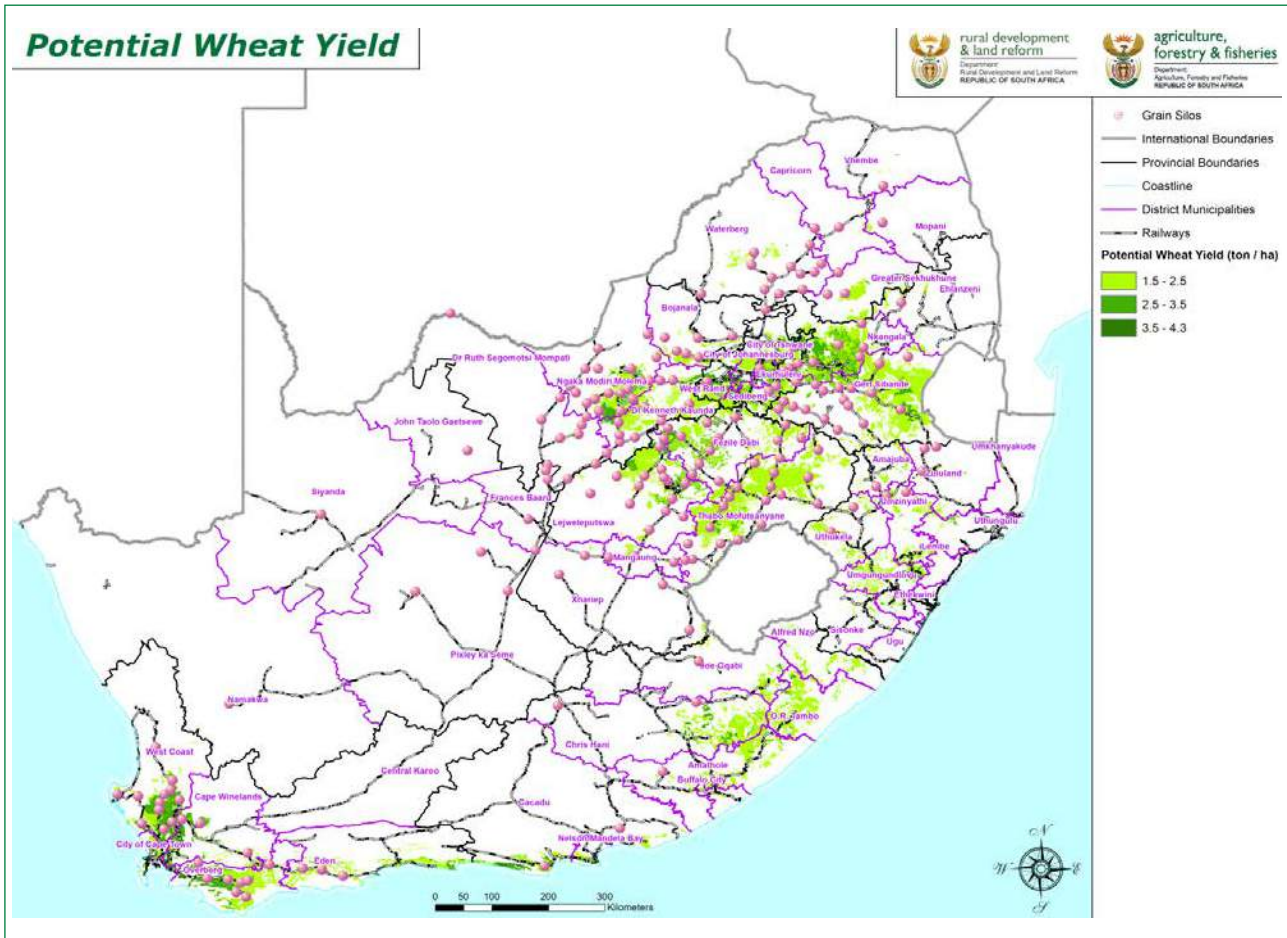 Potential Wheat Yield
rural development
& land reform
Department:
Rural Development and Land Reform
REPUBLIC OF SOUTH AFRICA
agriculture,
forestry & fisheries
Department:
Agriculture, Forestry and Fisheries
REPUBLIC OF SOUTH AFRICA
Grain Silos
International Boundaries
Provincial Boundaries
Coastline
District Municipalities
Railways
Potential Wheat Yield (ton / ha)
1.5 - 2.5
2.5 - 3.5
3.5 - 4.3
Vhembe
Capricorn
Mopani
Waterberg
Greater Sekhukhune
Ehlanzeni
Bojanala
Nkangala
City of Tshwane
City of Johannesburg
Dr Ruth Segomotsi Mompati
Ngaka Modiri Molema
Ekurhuleni
West Rand
Gert Sibande
Sedibeng
Dr Kenneth Kaunda
John Taolo Gaetsewe
Fezile Dabi
Umkhanyakude
Amajuba
Zululand
Siyanda
Frances Baard
Umzinyathi
Lejweleputswa
Thabo Mofutsanyane
Uthungulu
Uthukela
iLembe
Mangaung
Umgungundlovu
Ethekwini
Xhariep
Sisonke
Alfred Nzo
Ugu
Pixley ka Seme
Joe Gqabi
Namakwa
O.R. Tambo
Chris Hani
West Coast
Central Karoo
Amathole
Buffalo City
Cape Winelands
Cacadu
Nelson Mandela Bay
City of Cape Town
Eden
Overberg
N
W
E
S
0 50 100 200 300
Kilometers